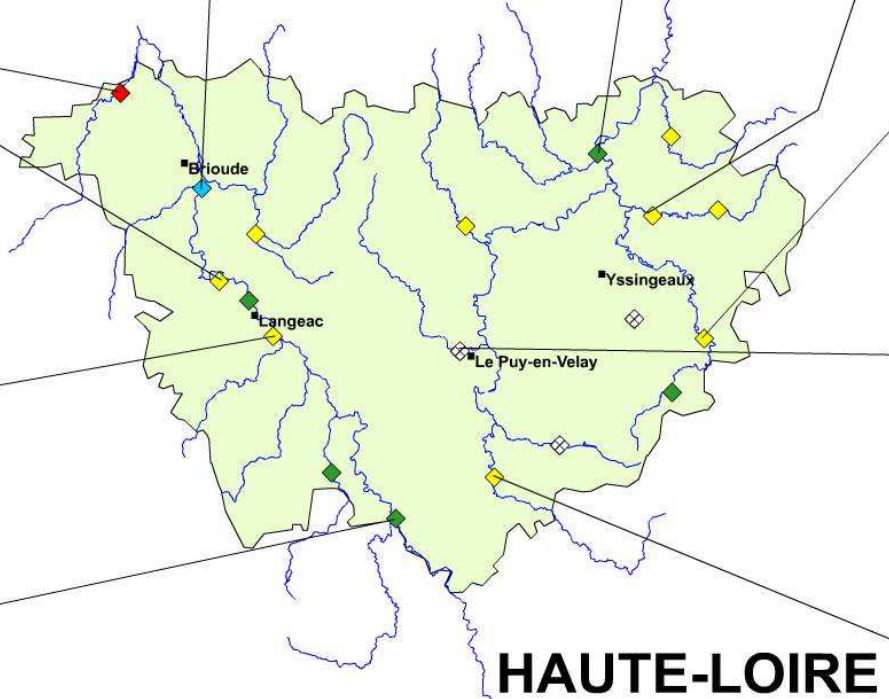 Brioude
Yssingeaux
Langeac
Le Puy-en-Velay
HAUTE-LOIRE